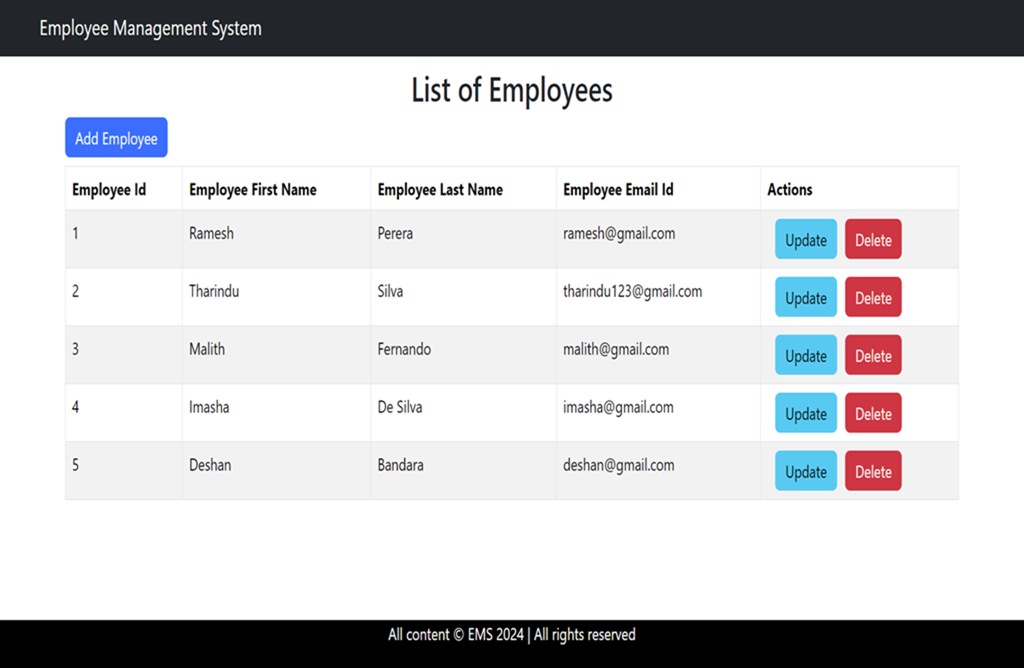 Employee Management System
List of Employees
Add Employee
Employee Id Employee First Name Employee Last Name Employee Email Id Actions
1 Ramesh Perera ramesh@gmail.com Update Delete
2 Tharindu Silva tharindu123@gmail.com Update Delete
3 Malith Fernando malith@gmail.com Update Delete
4 Imasha De Silva imasha@gmail.com Update Delete
5 Deshan Bandara deshan@gmail.com Update Delete
All content © EMS 2024 | All rights reserved